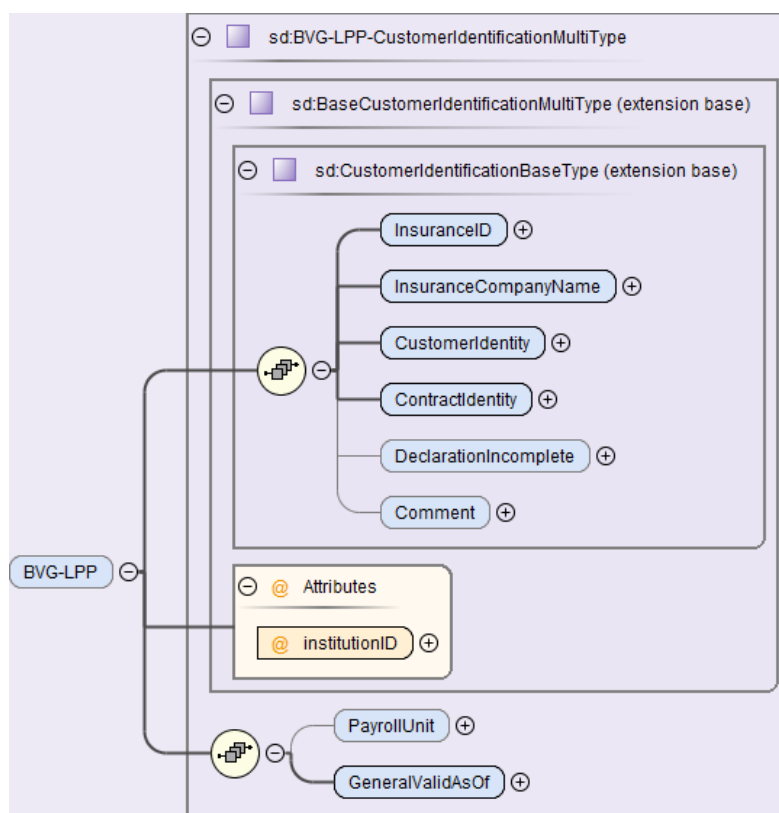 sd:BVG-LPP-CustomerIdentificationMultiType
sd:BaseCustomerIdentificationMultiType (extension base)
sd:CustomerIdentificationBaseType (extension base)
InsuranceID
InsuranceCompanyName
CustomerIdentity
ContractIdentity
DeclarationIncomplete
Comment
BVG-LPP
@ Attributes
@ institutionID
PayrollUnit
GeneralValidAsOf